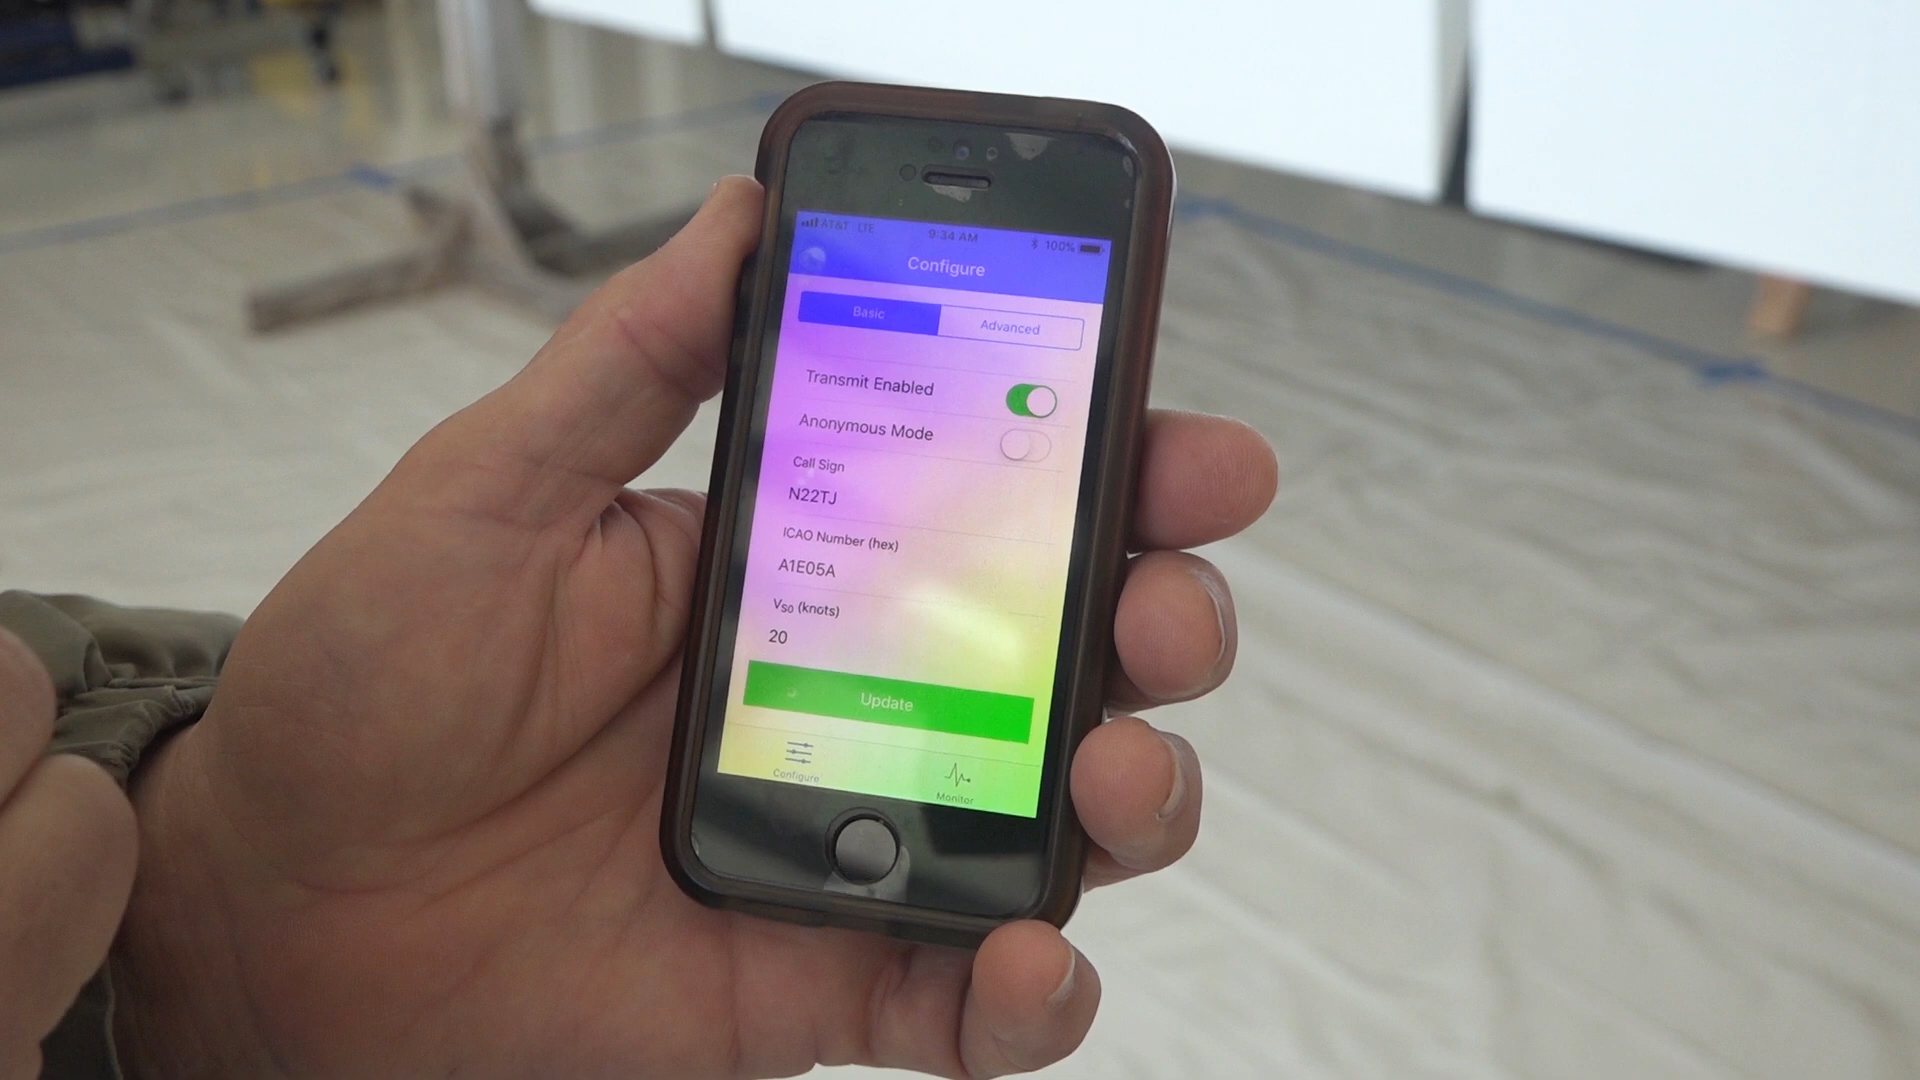 AT&T LTE 9:34 AM 100%
Configure
Basic Advanced
Transmit Enabled
Anonymous Mode
Call Sign
N22TJ
ICAO Number (hex)
A1E05A
VS0 (knots)
20
Update
Configure Monitor